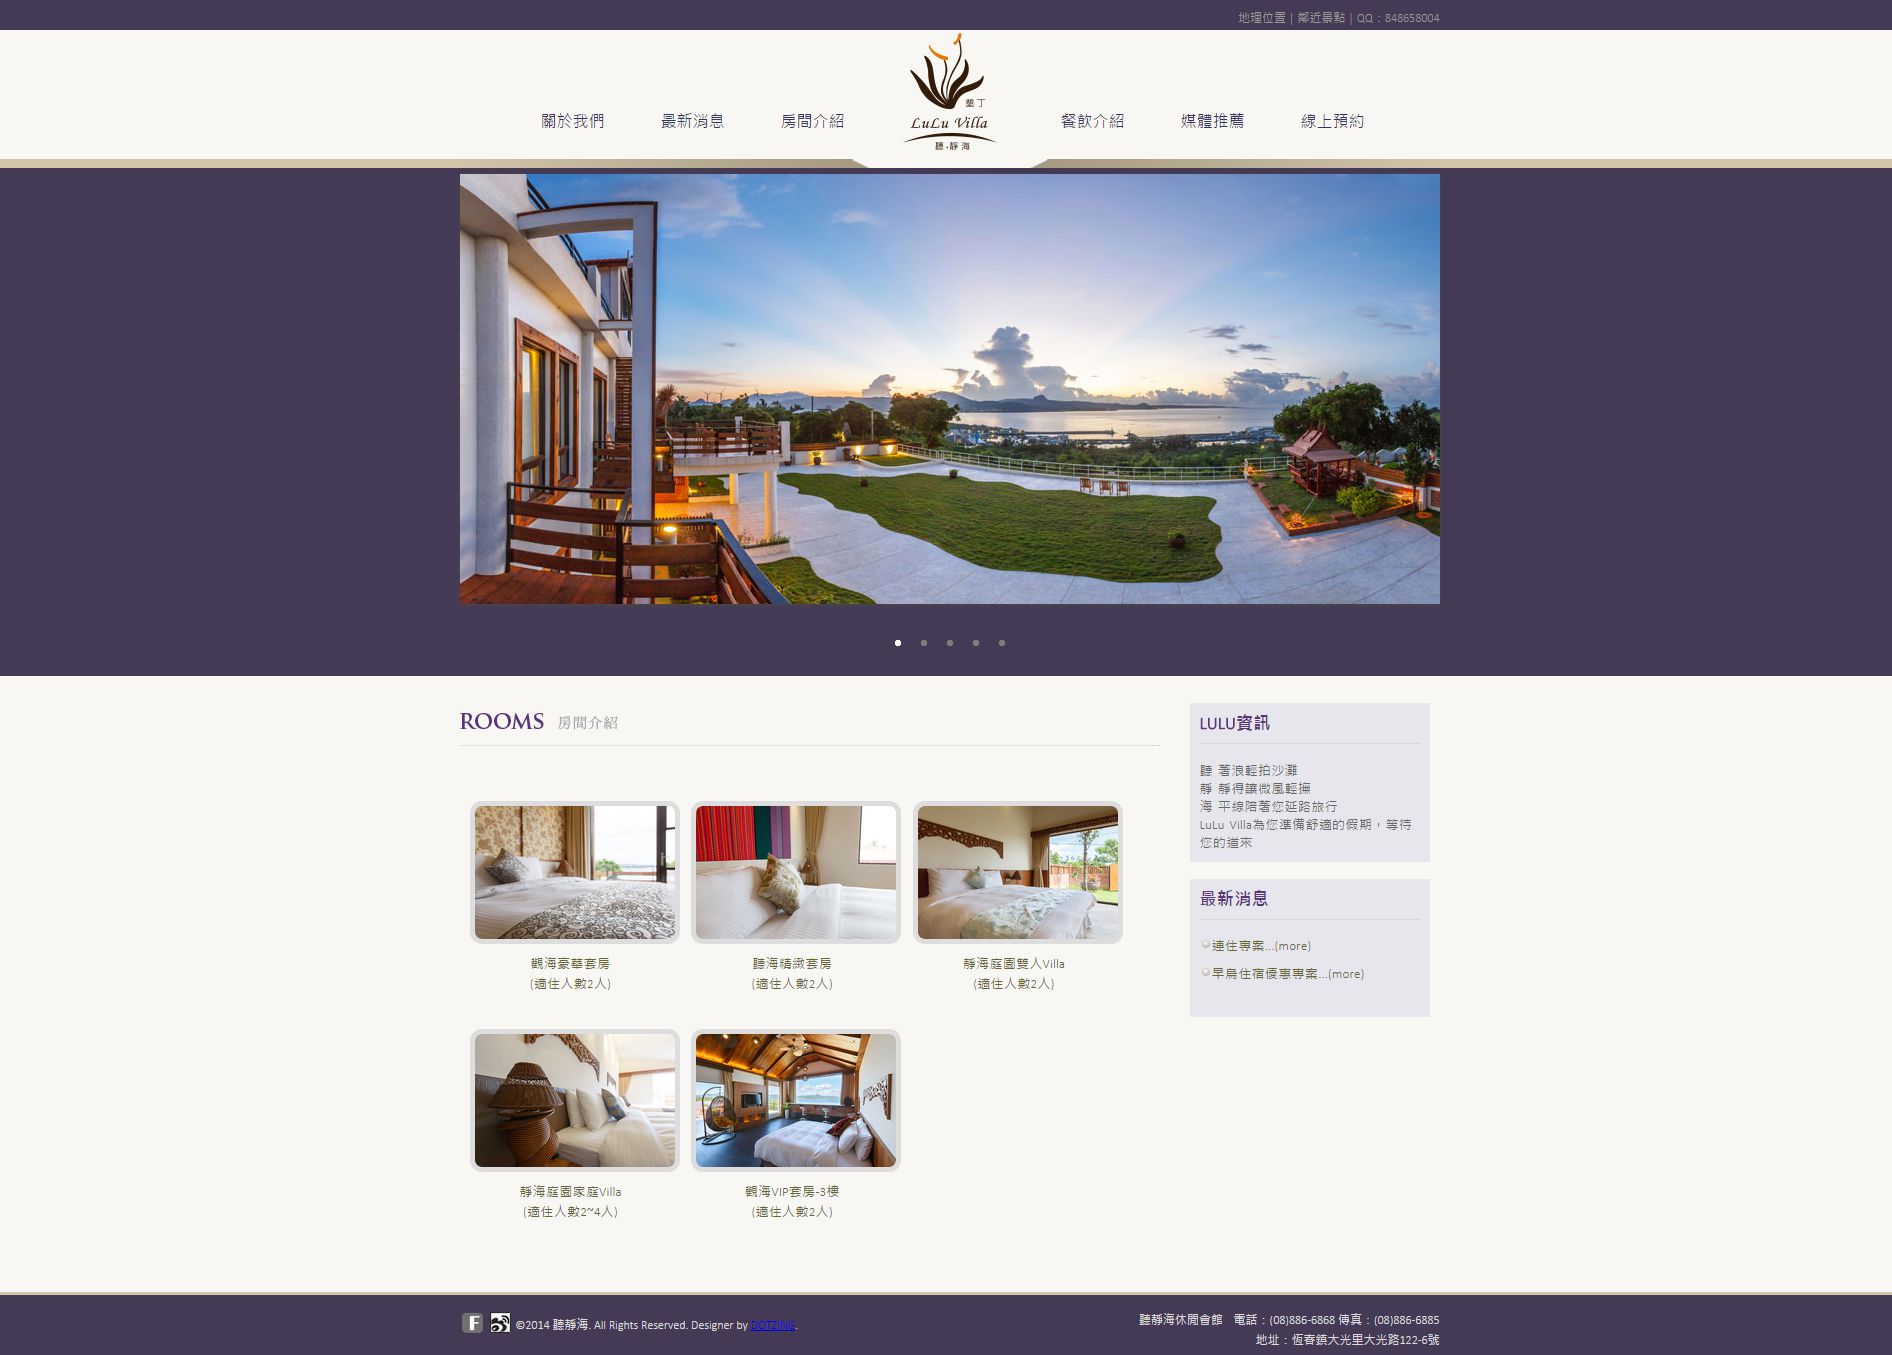 地理位置 | 鄰近景點 | QQ：848658004
關於我們
最新消息
房間介紹
墾丁
LuLu Villa
聽.靜海
餐飲介紹
媒體推薦
線上預約
ROOMS 房間介紹
觀海豪華套房
(適住人數2人)
聽海精緻套房
(適住人數2人)
靜海庭園雙人Villa
(適住人數2人)
靜海庭園家庭Villa
(適住人數2~4人)
觀海VIP套房-3樓
(適住人數2人)
LULU資訊
聽 著浪輕拍沙灘
靜 靜得讓微風輕撫
海 平線陪著您延路旅行
LuLu Villa為您準備舒適的假期，等待
您的道來
最新消息
連住專案...(more)
早鳥住宿優惠專案...(more)
©2014 聽靜海. All Rights Reserved. Designer by DOTZING.
聽靜海休閒會館 電話：(08)886-6868 傳真：(08)886-6885
地址：恆春鎮大光里大光路122-6號